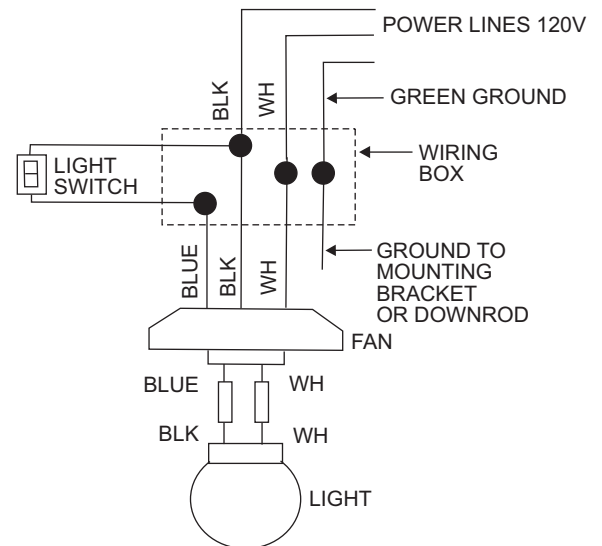 POWER LINES 120V
BLK
WH
GREEN GROUND
LIGHT
SWITCH
WIRING
BOX
BLUE
BLK
WH
GROUND TO
MOUNTING
BRACKET
OR DOWNROD
FAN
BLUE
WH
BLK
WH
LIGHT